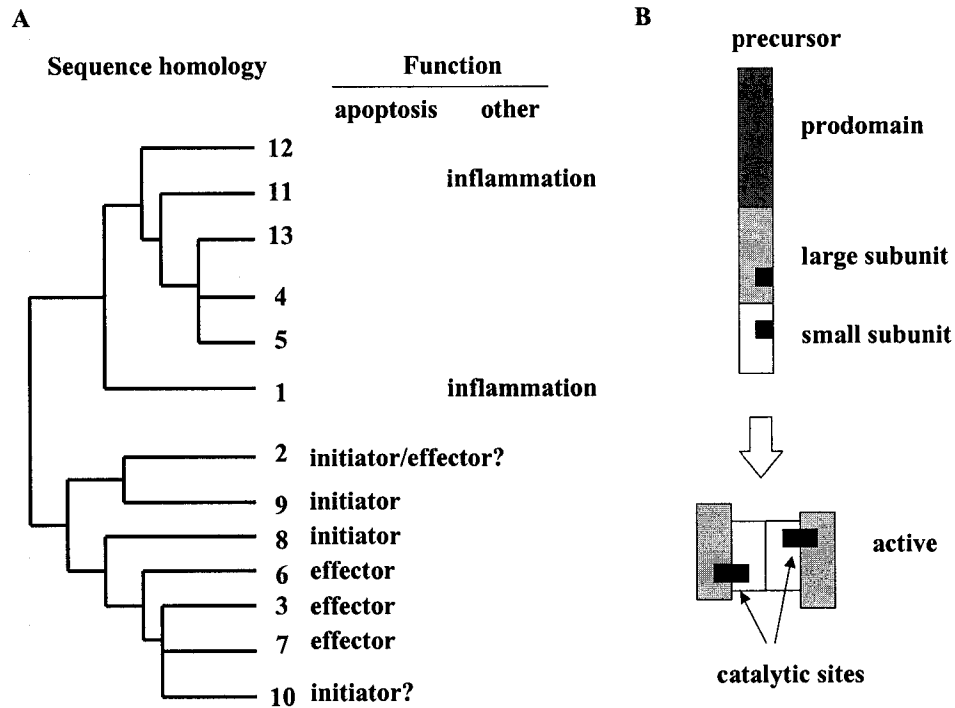 A
Sequence homology
Function
apoptosis other
12
inflammation
11
13
4
5
1 inflammation
2 initiator/effector?
9 initiator
8 initiator
6 effector
3 effector
7 effector
10 initiator?
B
precursor
prodomain
large subunit
small subunit
active
catalytic sites